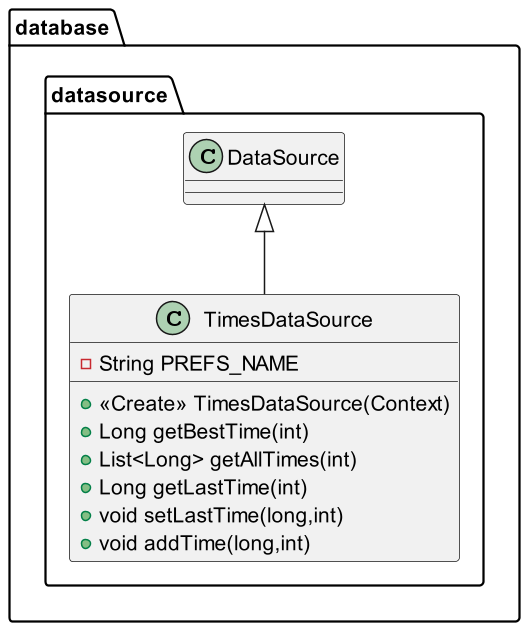 database
datasource
C DataSource
C TimesDataSource
String PREFS_NAME
«Create» TimesDataSource(Context)
Long getBestTime(int)
List<Long> getAllTimes(int)
Long getLastTime(int)
void setLastTime(long,int)
void addTime(long,int)